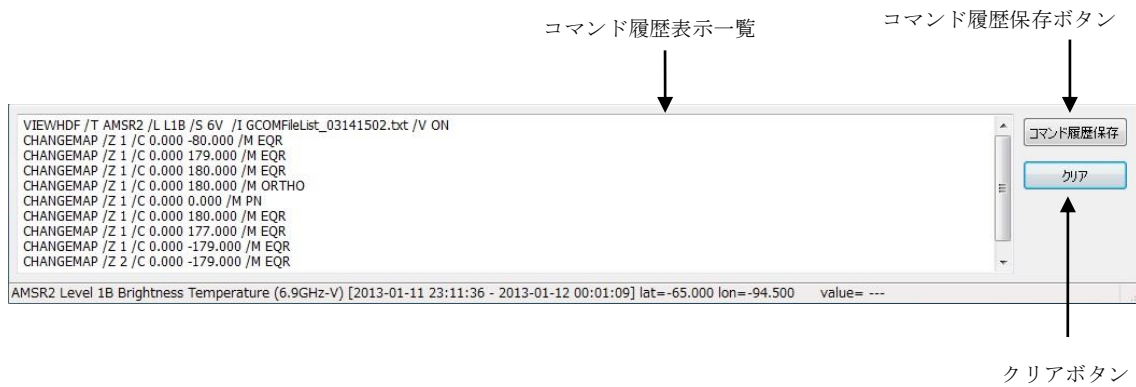 コマンド履歴表示一覧
コマンド履歴保存ボタン
VIEWHDF /T AMSR2 /L L1B /S 6V /I GCOMFileList_03141502.txt /V ON
CHANGEMAP /Z 1 /C 0.000 -80.000 /M EQR
CHANGEMAP /Z 1 /C 0.000 179.000 /M EQR
CHANGEMAP /Z 1 /C 0.000 180.000 /M EQR
CHANGEMAP /Z 1 /C 0.000 180.000 /M ORTHO
CHANGEMAP /Z 1 /C 0.000 0.000 /M PN
CHANGEMAP /Z 1 /C 0.000 180.000 /M EQR
CHANGEMAP /Z 1 /C 0.000 177.000 /M EQR
CHANGEMAP /Z 1 /C 0.000 -179.000 /M EQR
CHANGEMAP /Z 2 /C 0.000 -179.000 /M EQR
コマンド履歴保存
クリア
AMSR2 Level 1B Brightness Temperature (6.9GHz-V) [2013-01-11 23:11:36 - 2013-01-12 00:01:09] lat=-65.000 lon=-94.500 value= ---
クリアボタン